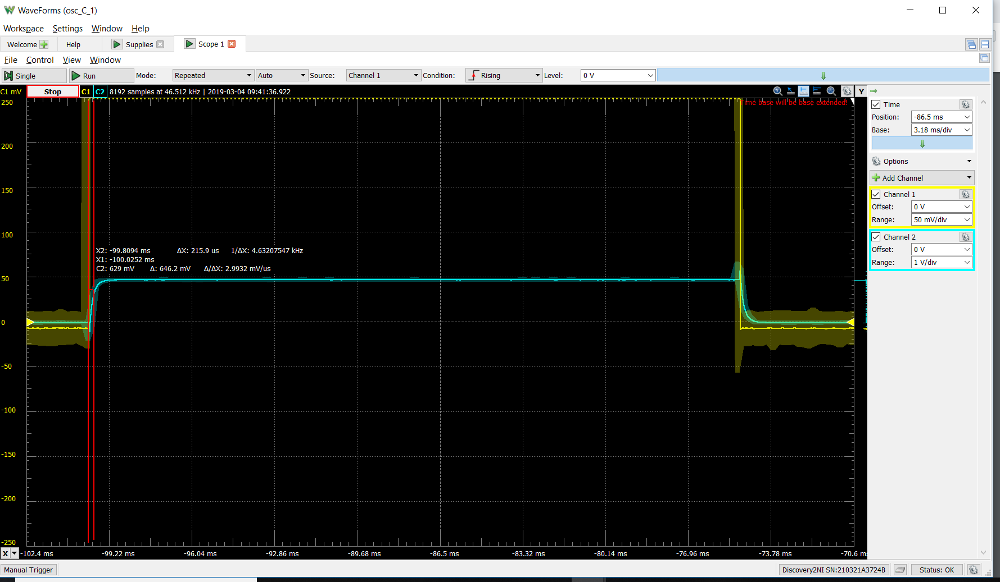 WaveForms (osc_C_1)
Workspace Settings Window Help
Welcome Help Supplies Scope 1
File Control View Window
Single Run Mode: Repeated Auto Source: Channel 1 Condition: Rising Level: 0 V
C1 mV Stop C1 C2 8192 samples at 46.512 kHz | 2019-03-04 09:41:36.922 Y
ime base will be base extended!
250
200
150
100
50
0
-50
-100
-150
-200
-250
X2: -99.8094 ms ΔX: 215.9 us 1/ΔX: 4.63207547 kHz
X1: -100.0252 ms
C2: 629 mV Δ: 646.2 mV Δ/ΔX: 2.9932 mV/us
X -102.4 ms -99.22 ms -96.04 ms -92.86 ms -89.68 ms -86.5 ms -83.32 ms -80.14 ms -76.96 ms -73.78 ms -70.6 m
Time
Position: -86.5 ms
Base: 3.18 ms/div
Options
Add Channel
Channel 1
Offset: 0 V
Range: 50 mV/div
Channel 2
Offset: 0 V
Range: 1 V/div
Manual Trigger Discovery2NI SN:210321A3724B Status: OK